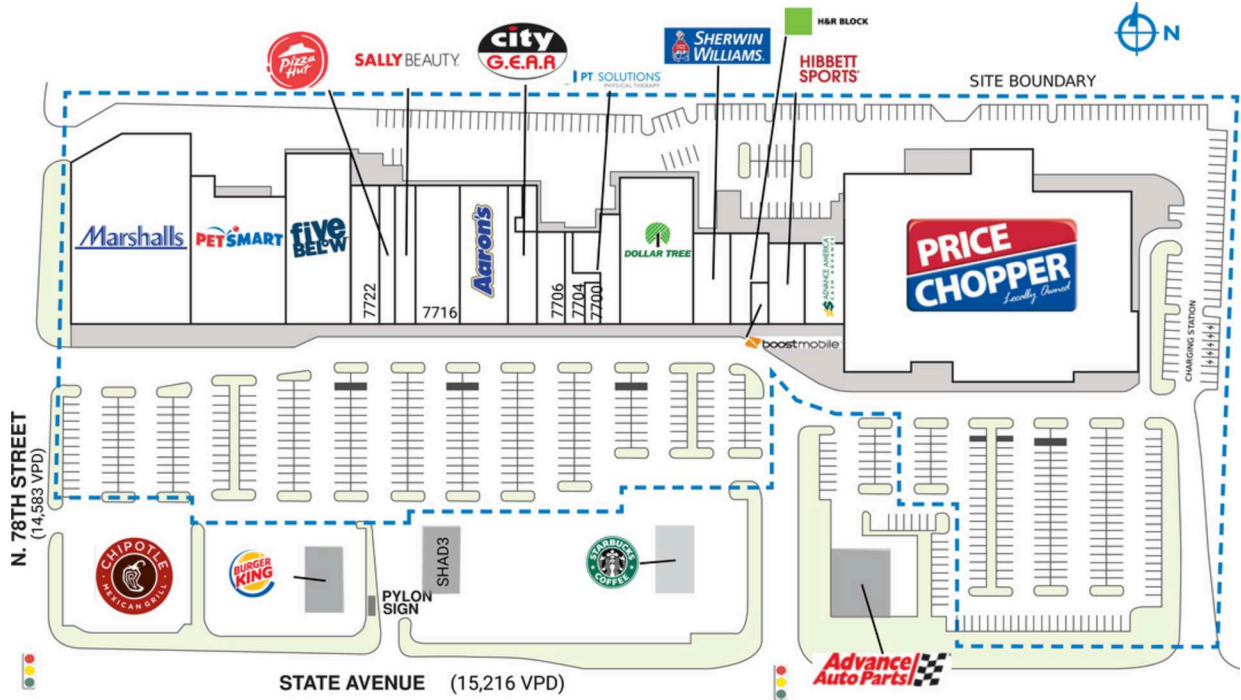 H&R BLOCK
N
Pizza
Hut
SALLY BEAUTY
city
G.E.A.R
PT SOLUTIONS
PHYSICAL THERAPY
SHERWIN
WILLIAMS.
HIBBETT
SPORTS
SITE BOUNDARY
Marshalls
PETSMART
five
BELOW
7722
7716
Aaron's
7706
7704
7700
DOLLAR TREE
ADVANCE AMERICA
CASH ADVANCE
PRICE
CHOPPER
Locally Owned
boostmobile
CHARGING STATION
N. 78TH STREET
(14,583 VPD)
CHIPOTLE
MEXICAN GRILL
BURGER
KING
PYLON
SIGN
SHAD3
STARBUCKS
COFFEE
Advance
Auto Parts
STATE AVENUE (15,216 VPD)